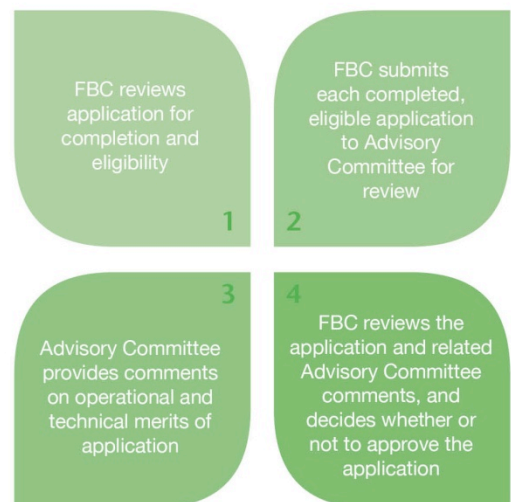 FBC reviews
application for
completion and
eligibility
1
FBC submits
each completed,
eligible application
to Advisory
Committee for
review
2
3
Advisory Committee
provides comments
on operational and
technical merits of
application
4
FBC reviews the
application and related
Advisory Committee
comments, and
decides whether or
not to approve the
application